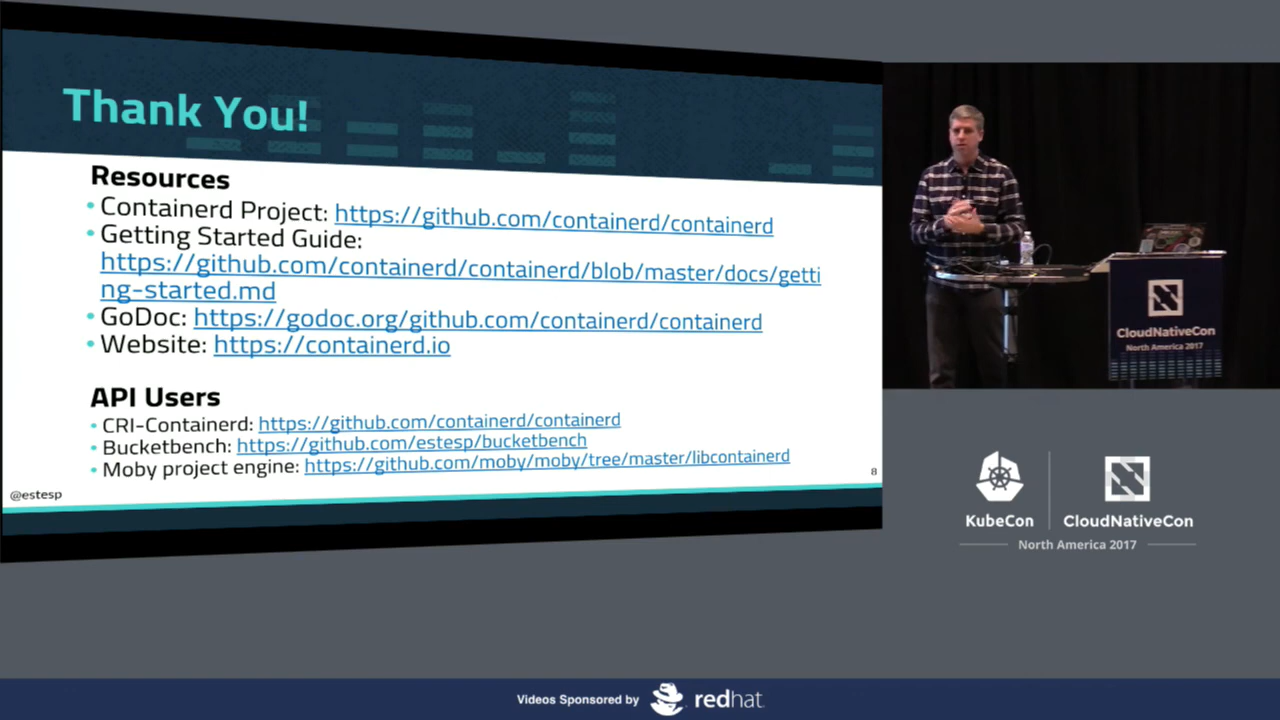 Thank You!
Resources
• Containerd Project: https://github.com/containerd/containerd
• Getting Started Guide:
https://github.com/containerd/containerd/blob/master/docs/getti
ng-started.md
• GoDoc: https://godoc.org/github.com/containerd/containerd
• Website: https://containerd.io
API Users
• CRI-Containerd: https://github.com/containerd/containerd
• Bucketbench: https://github.com/estesp/bucketbench
• Moby project engine: https://github.com/moby/moby/tree/master/libcontainerd
8
@estesp
CloudNativeCon
North America 2017
KubeCon
CloudNativeCon
North America 2017
Videos Sponsored by
redhat